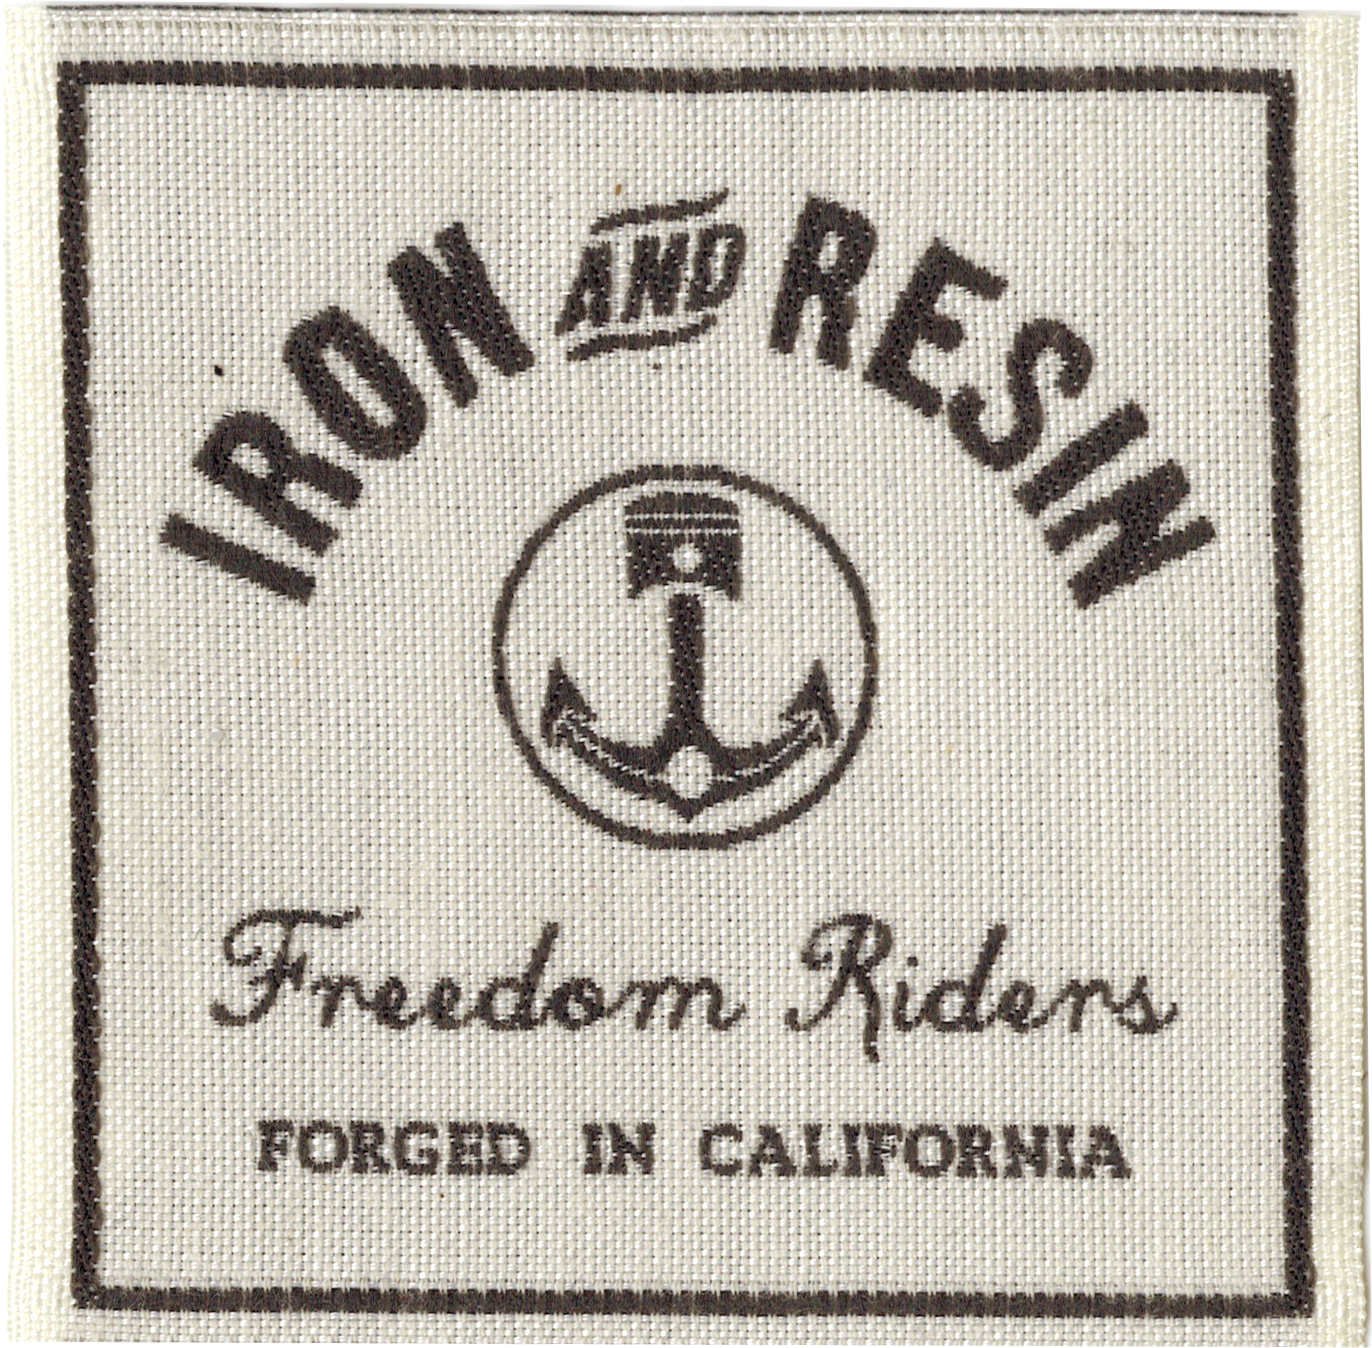 IRON AND RESIN
Freedom Riders
FORGED IN CALIFORNIA